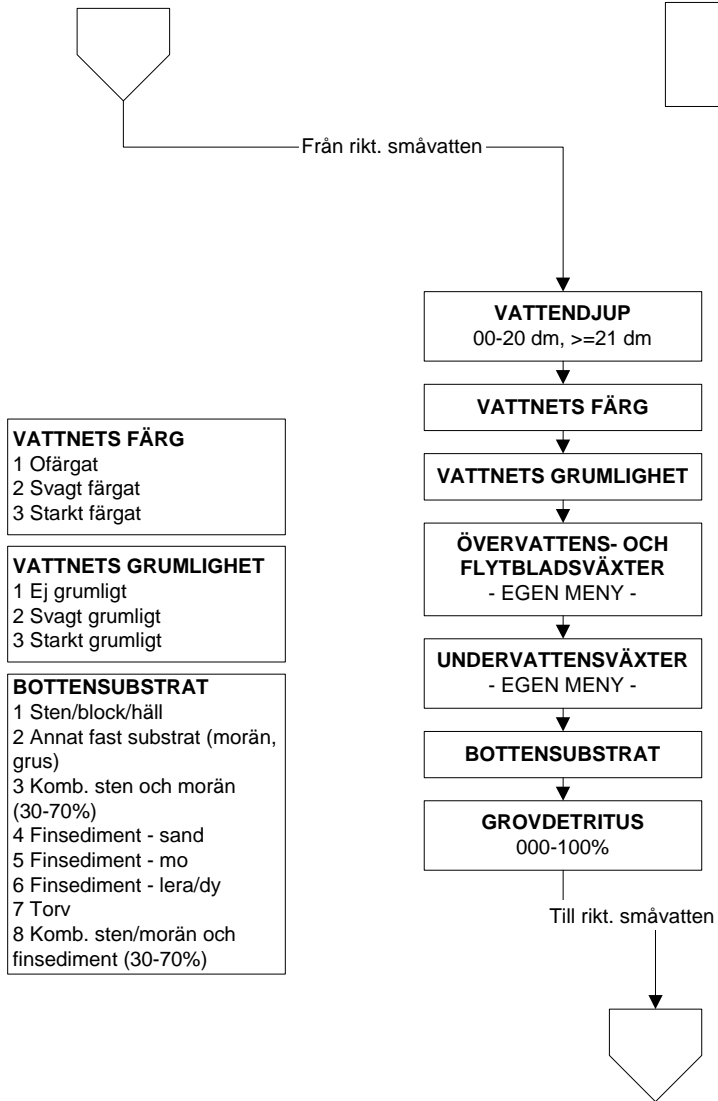 Från rikt. småvatten
VATTENDJUP
00-20 dm, >=21 dm
VATTNETS FÄRG
VATTNETS GRUMLIGHET
ÖVERVATTENS- OCH
FLYTBLADSVÄXTER
- EGEN MENY -
UNDERVATTENSVÄXTER
- EGEN MENY -
BOTTENSUBSTRAT
GROVDETRITUS
000-100%
Till rikt. småvatten
VATTNETS FÄRG
1 Ofärgat
2 Svagt färgat
3 Starkt färgat
VATTNETS GRUMLIGHET
1 Ej grumligt
2 Svagt grumligt
3 Starkt grumligt
BOTTENSUBSTRAT
1 Sten/block/häll
2 Annat fast substrat (morän,
grus)
3 Komb. sten och morän
(30-70%)
4 Finsediment - sand
5 Finsediment - mo
6 Finsediment - lera/dy
7 Torv
8 Komb. sten/morän och
finsediment (30-70%)